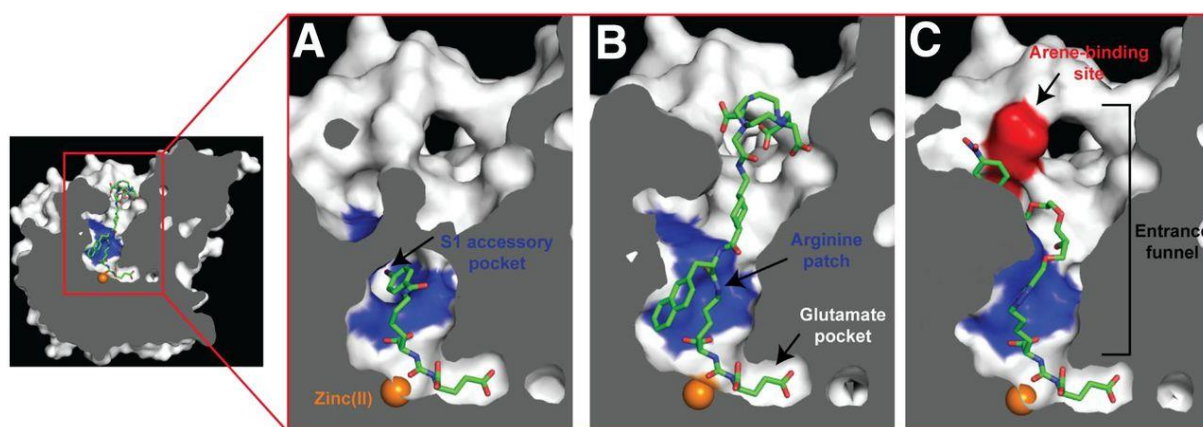 A
S1 accessory
pocket
Zinc(II)
B
Arginine
patch
Glutamate
pocket
C
Arene-binding
site
Entrance
funnel